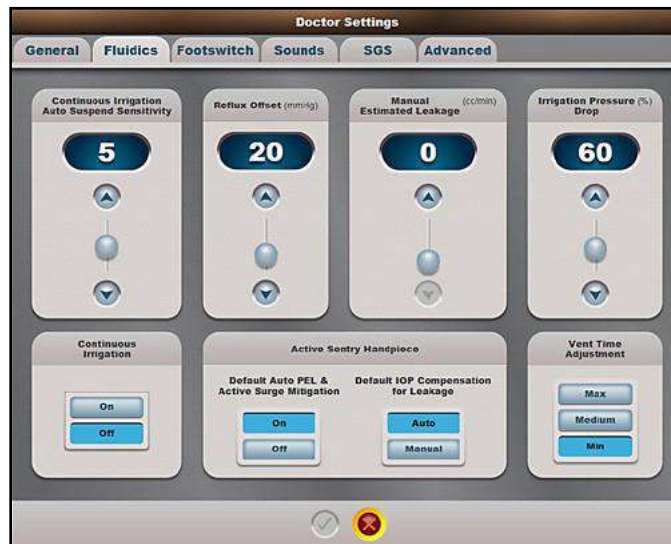 Doctor Settings
General Fluidics Footswitch Sounds SGS Advanced
Continuous Irrigation
Auto Suspend Sensitivity
5
Reflux Offset (mmHg)
20
Manual (cc/min)
Estimated Leakage
0
Irrigation Pressure (%)
Drop
60
Continuous
Irrigation
On
Off
Active Sentry Handpiece
Default Auto PEL &
Active Surge Mitigation
On
Off
Default IOP Compensation
for Leakage
Auto
Manual
Vent Time
Adjustment
Max
Medium
Min